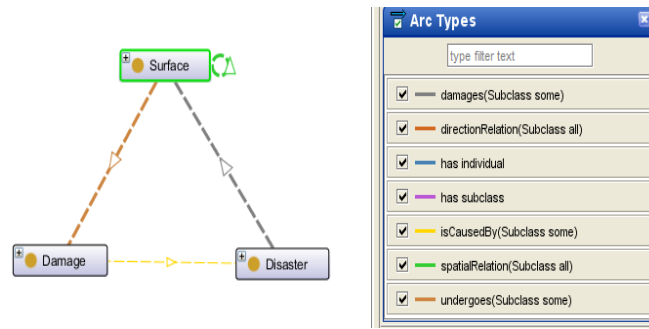 Surface
Damage
Disaster
Arc Types
type filter text
damages(Subclass some)
directionRelation(Subclass all)
has individual
has subclass
isCausedBy(Subclass some)
spatialRelation(Subclass all)
undergoes(Subclass some)